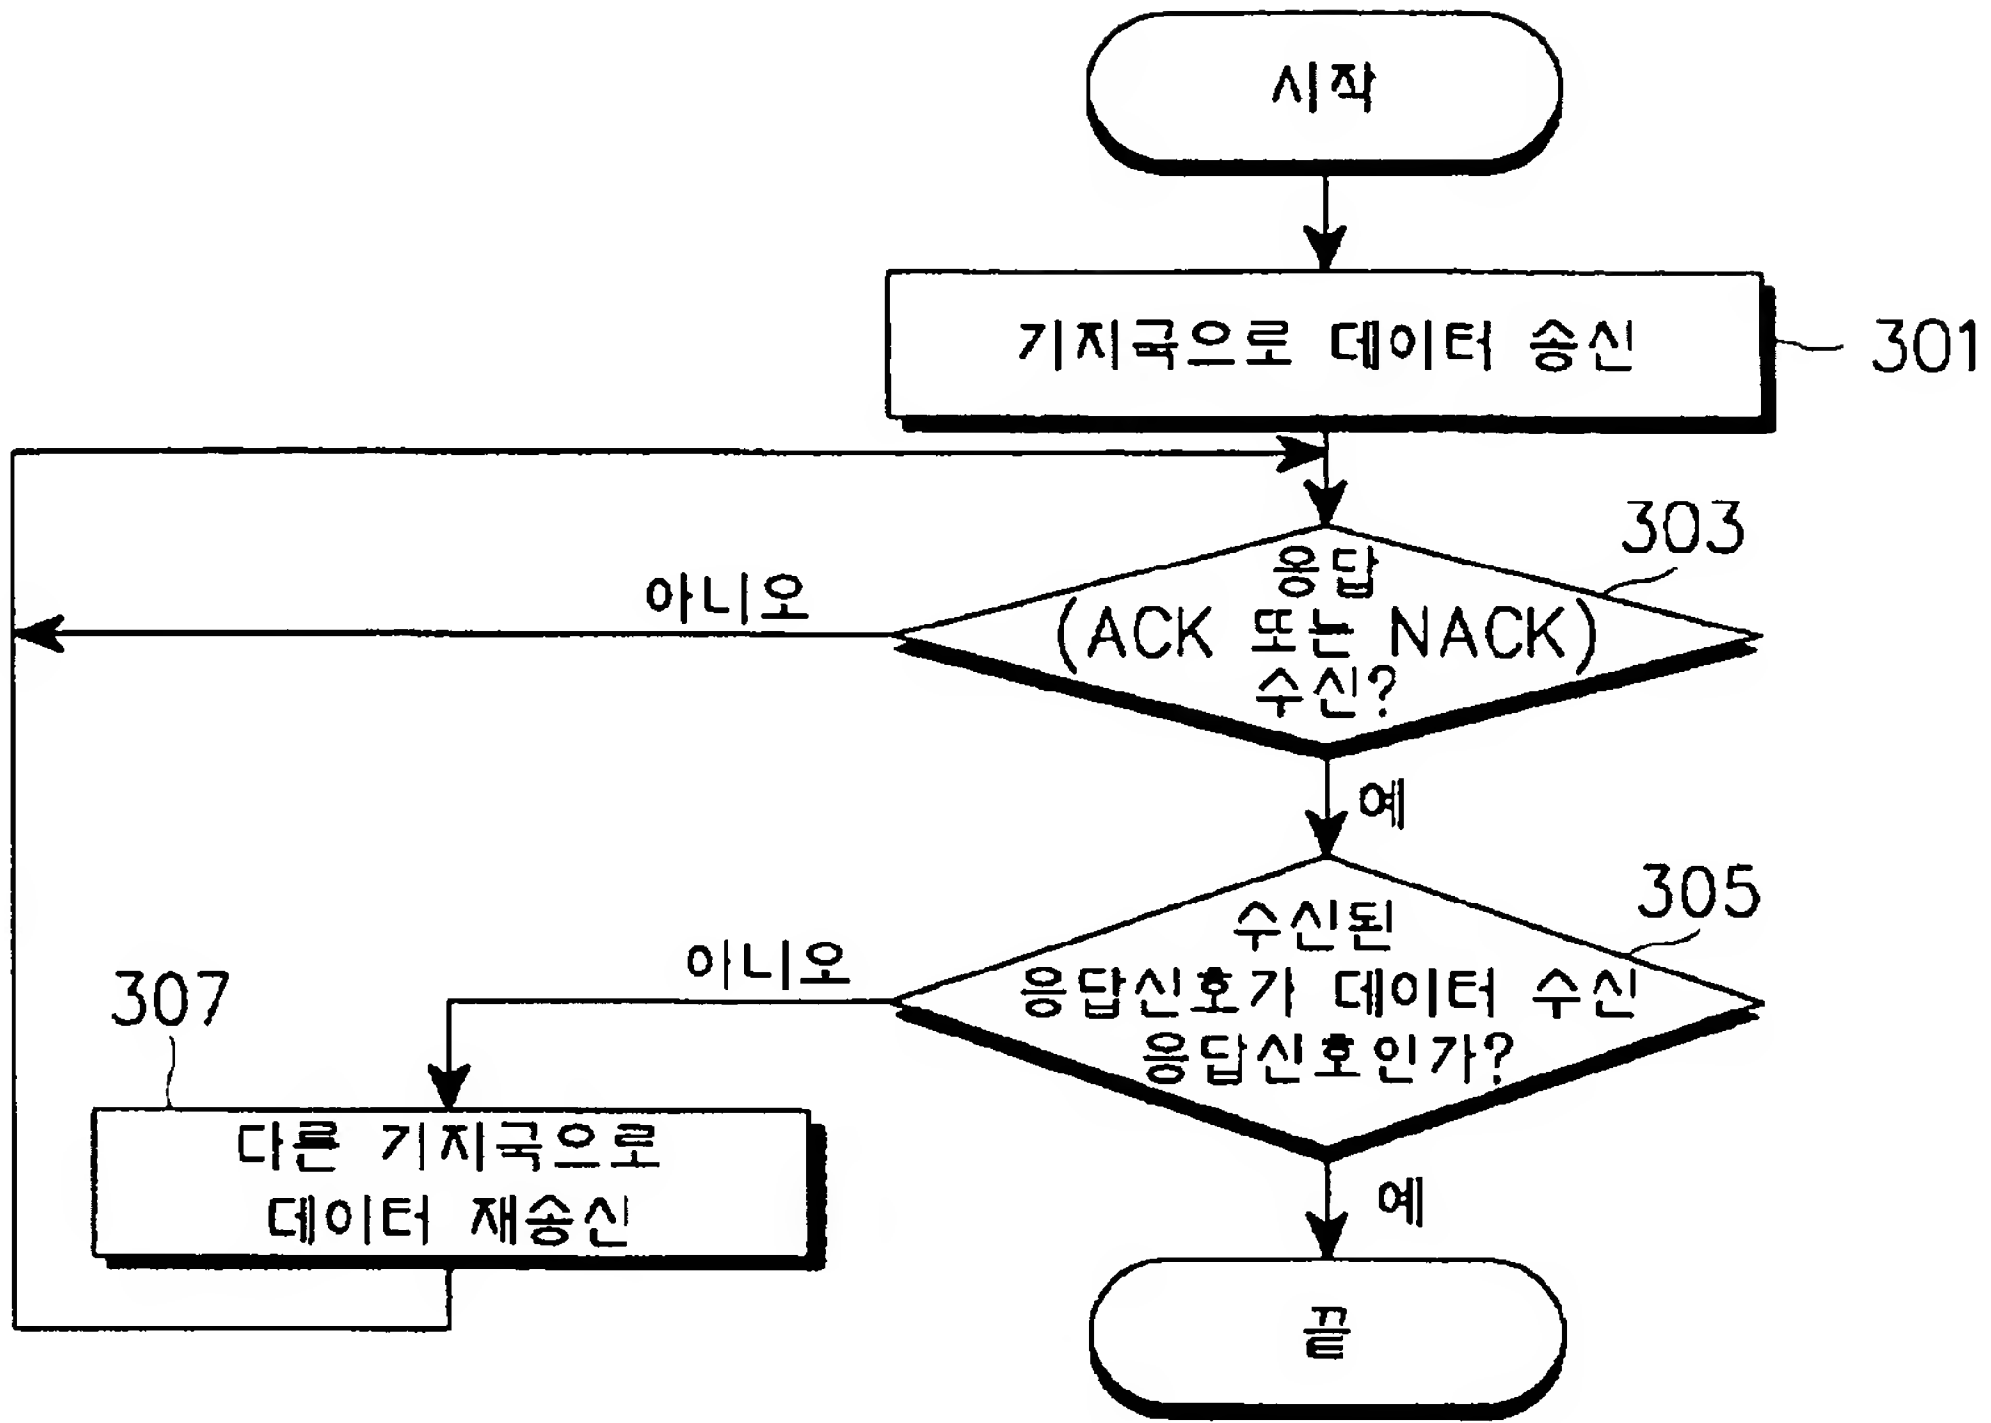 시작
기지국으로 데이터 송신
301
303
응답
(ACK 또는 NACK)
수신?
아니오
예
305
수신된
응답신호가 데이터 수신
응답신호인가?
아니오
307
다른 기지국으로
데이터 재송신
예
끝